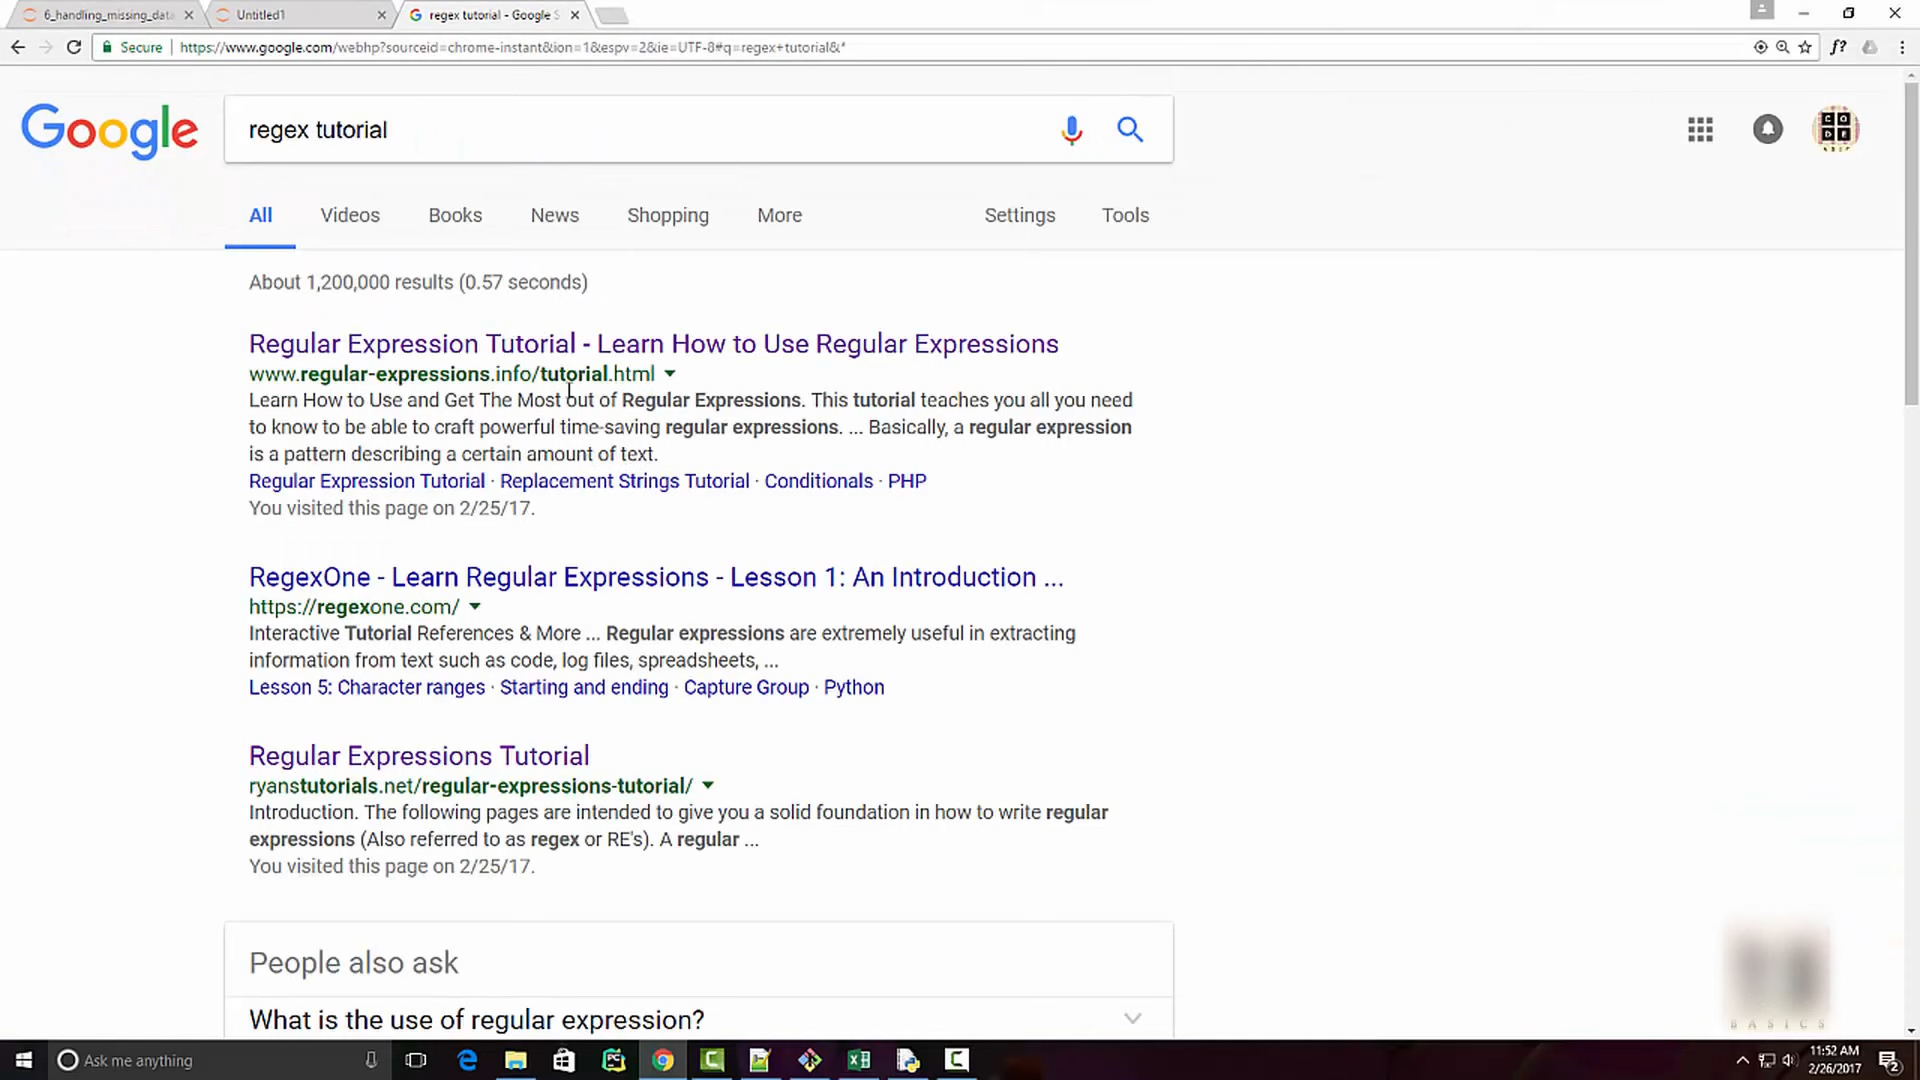 6_handling_missing_data
Untitled1
regex tutorial - Google S
Secure
https://www.google.com/webhp?sourceid=chrome-instant&ion=1&espv=2&ie=UTF-8#q=regex+tutorial&*
f?
Google
regex tutorial
CODE
All Videos Books News Shopping More Settings Tools
About 1,200,000 results (0.57 seconds)
Regular Expression Tutorial - Learn How to Use Regular Expressions
www.regular-expressions.info/tutorial.html
Learn How to Use and Get The Most out of Regular Expressions. This tutorial teaches you all you need
to know to be able to craft powerful time-saving regular expressions. ... Basically, a regular expression
is a pattern describing a certain amount of text.
Regular Expression Tutorial · Replacement Strings Tutorial · Conditionals · PHP
You visited this page on 2/25/17.
RegexOne - Learn Regular Expressions - Lesson 1: An Introduction ...
https://regexone.com/
Interactive Tutorial References & More ... Regular expressions are extremely useful in extracting
information from text such as code, log files, spreadsheets, ...
Lesson 5: Character ranges · Starting and ending · Capture Group · Python
Regular Expressions Tutorial
ryanstutorials.net/regular-expressions-tutorial/
Introduction. The following pages are intended to give you a solid foundation in how to write regular
expressions (Also referred to as regex or RE's). A regular ...
You visited this page on 2/25/17.
People also ask
What is the use of regular expression?
BASICS
Ask me anything
11:52 AM
2/26/2017
2